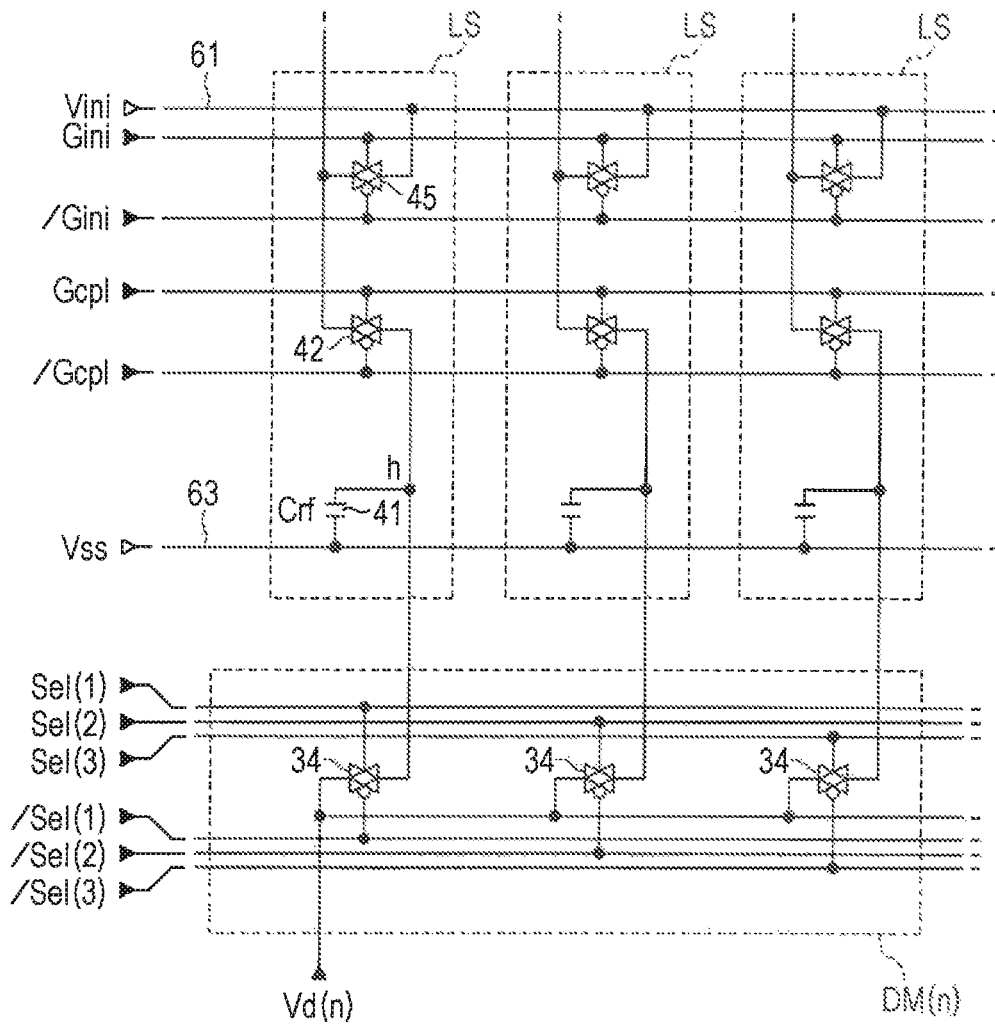 LS
LS
LS
61
Vini
Gini
45
/Gini
Gcpl
42
/Gcpl
h
63
Crf
41
Vss
Sel(1)
Sel(2)
Sel(3)
34
34
34
/Sel(1)
/Sel(2)
/Sel(3)
Vd(n)
DM(n)